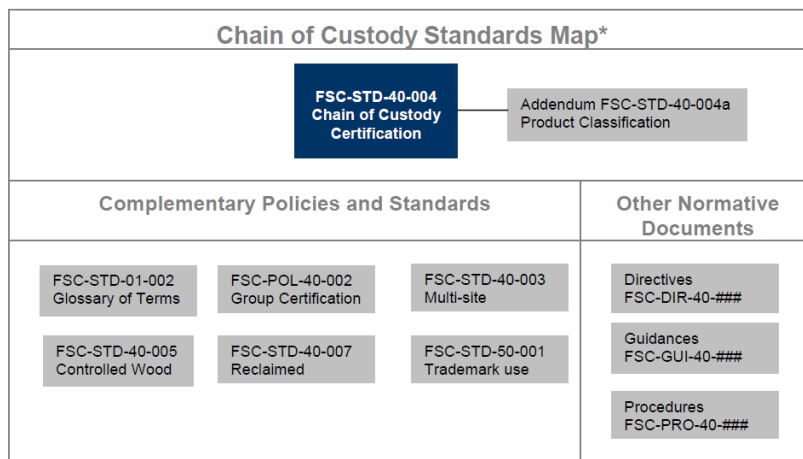 Chain of Custody Standards Map*
FSC-STD-40-004
Chain of Custody
Certification
Addendum FSC-STD-40-004a
Product Classification
Complementary Policies and Standards
Other Normative
Documents
FSC-STD-01-002
Glossary of Terms
FSC-POL-40-002
Group Certification
FSC-STD-40-003
Multi-site
FSC-STD-40-005
Controlled Wood
FSC-STD-40-007
Reclaimed
FSC-STD-50-001
Trademark use
Directives
FSC-DIR-40-###
Guidances
FSC-GUI-40-###
Procedures
FSC-PRO-40-###